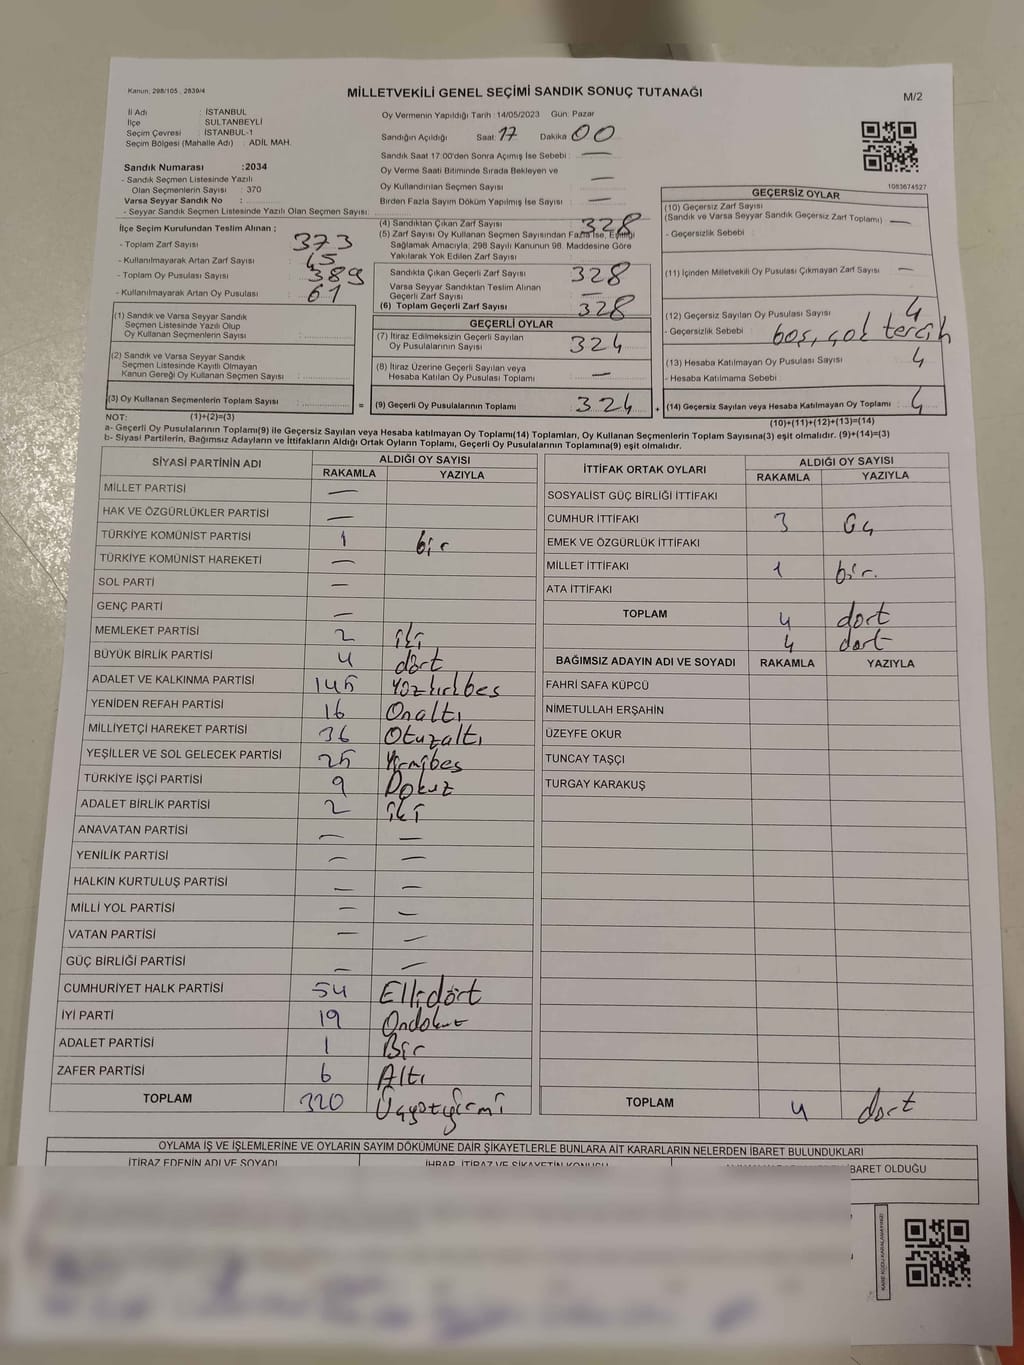 Kanun, 298/105 , 2839/4
MİLLETVEKİLİ GENEL SEÇİMİ SANDIK SONUÇ TUTANAĞI
M/2
İl Adı : İSTANBUL
İlçe : SULTANBEYLİ
Seçim Çevresi : İSTANBUL-1
Seçim Bölgesi (Mahalle Adı) : ADİL MAH.
Sandık Numarası :2034
- Sandık Seçmen Listesinde Yazılı
Olan Seçmenlerin Sayısı : 370
Varsa Seyyar Sandık No :
- Seyyar Sandık Seçmen Listesinde Yazılı Olan Seçmen Sayısı:
İlçe Seçim Kurulundan Teslim Alınan ;
- Toplam Zarf Sayısı : 373
- Kullanılmayarak Artan Zarf Sayısı : 45
- Toplam Oy Pusulası Sayısı : 389
- Kullanılmayarak Artan Oy Pusulası : 61
(1) Sandık ve Varsa Seyyar Sandık
Seçmen Listesinde Yazılı Olup
Oy Kullanan Seçmenlerin Sayısı :
(2) Sandık ve Varsa Seyyar Sandık
Seçmen Listesinde Kayıtlı Olmayan
Kanun Gereği Oy Kullanan Seçmen Sayısı :
(3) Oy Kullanan Seçmenlerin Toplam Sayısı : =
Oy Vermenin Yapıldığı Tarih :14/05/2023 Gün: Pazar
Sandığın Açıldığı Saat: 17 Dakika: 00
Sandık Saat 17:00'den Sonra Açımış İse Sebebi : —
Oy Verme Saati Bitiminde Sırada Bekleyen ve
Oy Kullandırılan Seçmen Sayısı : —
Birden Fazla Sayım Döküm Yapılmış İse Sayısı : —
(4) Sandıktan Çıkan Zarf Sayısı : 328
(5) Zarf Sayısı Oy Kullanan Seçmen Sayısından Fazla İse, Eşitliği
Sağlamak Amacıyla, 298 Sayılı Kanunun 98. Maddesine Göre
Yakılarak Yok Edilen Zarf Sayısı :
Sandıkta Çıkan Geçerli Zarf Sayısı : 328
Varsa Seyyar Sandıktan Teslim Alınan
Geçerli Zarf Sayısı : —
(6) Toplam Geçerli Zarf Sayısı : 328
GEÇERLİ OYLAR
(7) İtiraz Edilmeksizin Geçerli Sayılan
Oy Pusulalarının Sayısı : 324
(8) İtiraz Üzerine Geçerli Sayılan veya
Hesaba Katılan Oy Pusulası Toplamı : —
(9) Geçerli Oy Pusulalarının Toplamı : 324 +
1083674527
GEÇERSİZ OYLAR
(10) Geçersiz Zarf Sayısı
(Sandık ve Varsa Seyyar Sandık Geçersiz Zarf Toplamı) : —
- Geçersizlik Sebebi :
(11) İçinden Milletvekili Oy Pusulası Çıkmayan Zarf Sayısı : —
(12) Geçersiz Sayılan Oy Pusulası Sayısı : 4
- Geçersizlik Sebebi : boş, çok tercih
(13) Hesaba Katılmayan Oy Pusulası Sayısı : 4
- Hesaba Katılmama Sebebi :
(14) Geçersiz Sayılan veya Hesaba Katılmayan Oy Toplamı : 4
NOT: (1)+(2)=(3)
(10)+(11)+(12)+(13)=(14)
a- Geçerli Oy Pusulalarının Toplamı(9) ile Geçersiz Sayılan veya Hesaba katılmayan Oy Toplamı(14) Toplamları, Oy Kullanan Seçmenlerin Toplam Sayısına(3) eşit olmalıdır. (9)+(14)=(3)
b- Siyasi Partilerin, Bağımsız Adayların ve İttifakların Aldığı Ortak Oyların Toplamı, Geçerli Oy Pusulalarının Toplamına(9) eşit olmalıdır.
SİYASİ PARTİNİN ADI ALDIĞI OY SAYISI
RAKAMLA YAZIYLA
MİLLET PARTİSİ —
HAK VE ÖZGÜRLÜKLER PARTİSİ —
TÜRKİYE KOMÜNİST PARTİSİ 1 bir
TÜRKİYE KOMÜNİST HAREKETİ —
SOL PARTİ —
GENÇ PARTİ —
MEMLEKET PARTİSİ 2 iki
BÜYÜK BİRLİK PARTİSİ 4 dört
ADALET VE KALKINMA PARTİSİ 145 Yüzkırkbeş
YENİDEN REFAH PARTİSİ 16 Onaltı
MİLLİYETÇİ HAREKET PARTİSİ 36 Otuzaltı
YEŞİLLER VE SOL GELECEK PARTİSİ 25 Yirmibeş
TÜRKİYE İŞÇİ PARTİSİ 9 Dokuz
ADALET BİRLİK PARTİSİ 2 iki
ANAVATAN PARTİSİ — —
YENİLİK PARTİSİ — —
HALKIN KURTULUŞ PARTİSİ — —
MİLLİ YOL PARTİSİ — —
VATAN PARTİSİ — —
GÜÇ BİRLİĞİ PARTİSİ — —
CUMHURİYET HALK PARTİSİ 54 Ellidört
İYİ PARTİ 19 Ondokuz
ADALET PARTİSİ 1 Bir
ZAFER PARTİSİ 6 Altı
TOPLAM 320 Üçyüzyirmi
İTTİFAK ORTAK OYLARI ALDIĞI OY SAYISI
RAKAMLA YAZIYLA
SOSYALİST GÜÇ BİRLİĞİ İTTİFAKI
CUMHUR İTTİFAKI 3 Üç
EMEK VE ÖZGÜRLÜK İTTİFAKI
MİLLET İTTİFAKI 1 bir.
ATA İTTİFAKI
TOPLAM 4 dort
4 dort
BAĞIMSIZ ADAYIN ADI VE SOYADI RAKAMLA YAZIYLA
FAHRİ SAFA KÜPCÜ
NİMETULLAH ERŞAHİN
ÜZEYFE OKUR
TUNCAY TAŞÇI
TURGAY KARAKUŞ
TOPLAM 4 dort
OYLAMA İŞ VE İŞLEMLERİNE VE OYLARIN SAYIM DÖKÜMÜNE DAİR ŞİKAYETLERLE BUNLARA AİT KARARLARIN NELERDEN İBARET BULUNDUKLARI
İTİRAZ EDENİN ADI VE SOYADI İHBAR, İTİRAZ VE ŞİKAYETİN KONUSU İBARET OLDUĞU